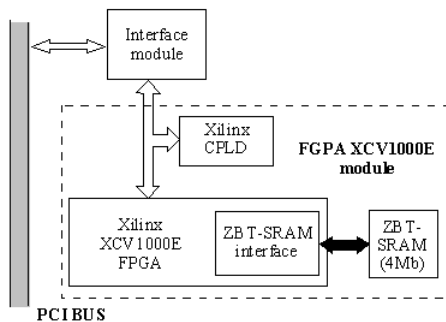 Interface
module
Xilinx
CPLD
FGPA XCV1000E
module
Xilinx
XCV1000E
FPGA
ZBT-SRAM
interface
ZBT-
SRAM
(4Mb)
PCI BUS